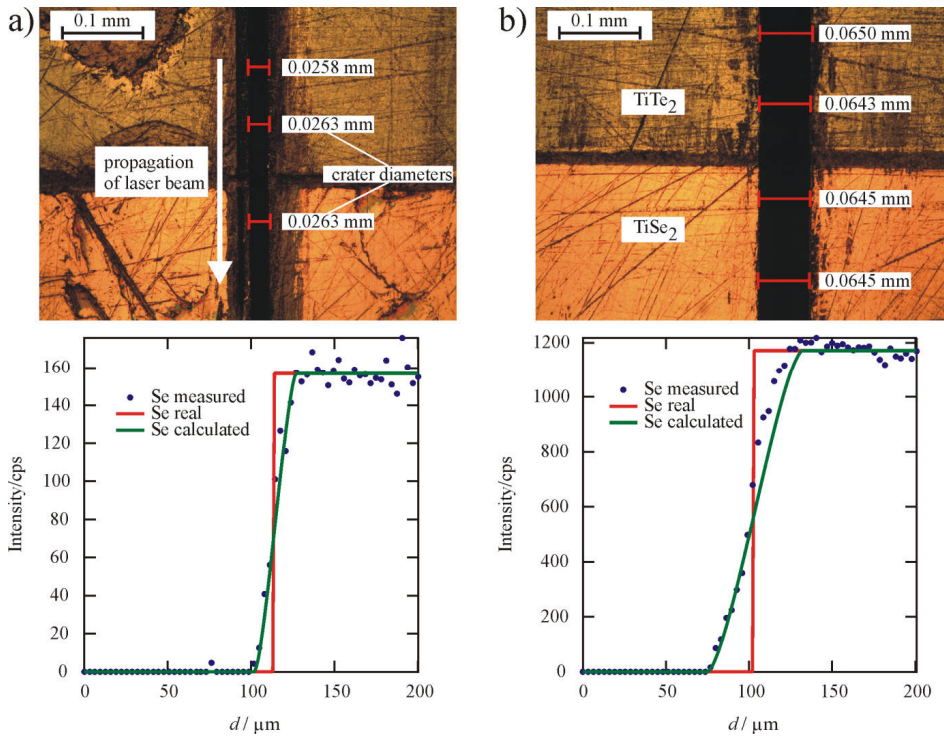 a)
0.1 mm
0.0258 mm
0.0263 mm
propagation
of laser beam
crater diameters
0.0263 mm
b)
0.1 mm
0.0650 mm
TiTe2
0.0643 mm
0.0645 mm
TiSe2
0.0645 mm
Intensity/cps
160
140
120
100
80
60
40
20
0
Se measured
Se real
Se calculated
0 50 100 150 200
d / µm
Intensity/cps
1200
1000
800
600
400
200
0
Se measured
Se real
Se calculated
0 50 100 150 200
d / µm